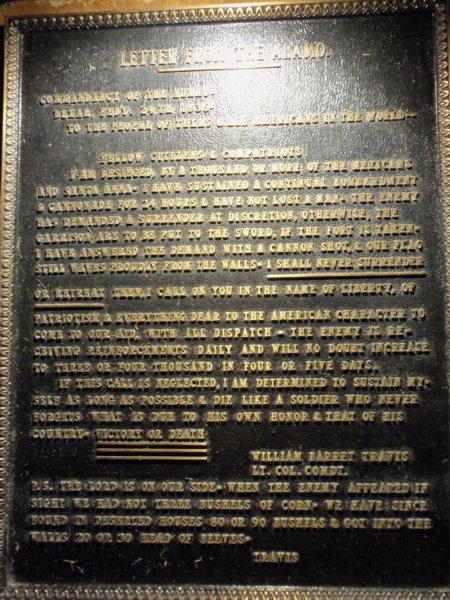 LETTER FROM THE ALAMO.
COMMANDANCY OF THE ALAMO,
BEJAR, FEBY. 24TH 1836.
TO THE PEOPLE OF TEXAS & ALL AMERICANS IN THE WORLD—
FELLOW CITIZENS & COMPATRIOTS
I AM BESIEGED, BY A THOUSAND OR MORE OF THE MEXICANS
AND SANTA ANNA- I HAVE SUSTAINED A CONTINUAL BOMBARDMENT
& CANNONADE FOR 24 HOURS & HAVE NOT LOST A MAN- THE ENEMY
HAS DEMANDED A SURRENDER AT DISCRETION, OTHERWISE, THE
GARRISON ARE TO BE PUT TO THE SWORD, IF THE FORT IS TAKEN-
I HAVE ANSWERED THE DEMAND WITH A CANNON SHOT, & OUR FLAG
STILL WAVES PROUDLY FROM THE WALLS- I SHALL NEVER SURRENDER
OR RETREAT THEN, I CALL ON YOU IN THE NAME OF LIBERTY, OF
PATRIOTISM, & EVERYTHING DEAR TO THE AMERICAN CHARACTER TO
COME TO OUR AID, WITH ALL DISPATCH - THE ENEMY IS RE-
CEIVING REINFORCEMENTS DAILY AND WILL NO DOUBT INCREASE
TO THREE OR FOUR THOUSAND IN FOUR OR FIVE DAYS.
IF THIS CALL IS NEGLECTED, I AM DETERMINED TO SUSTAIN MY-
SELF AS LONG AS POSSIBLE & DIE LIKE A SOLDIER WHO NEVER
FORGETS WHAT IS DUE TO HIS OWN HONOR & THAT OF HIS
COUNTRY- VICTORY OR DEATH
WILLIAM BARRET TRAVIS
LT. COL. COMDT.
P.S. THE LORD IS ON OUR SIDE- WHEN THE ENEMY APPEARED IN
SIGHT WE HAD NOT THREE BUSHELS OF CORN- WE HAVE SINCE
FOUND IN DESERTED HOUSES 80 OR 90 BUSHELS & GOT INTO THE
WALLS 20 OR 30 HEAD OF BEEVES-
TRAVIS